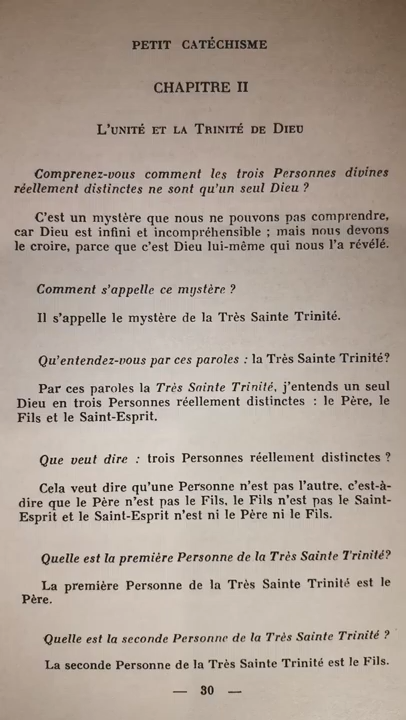 PETIT CATÉCHISME
CHAPITRE II
L'UNITÉ ET LA TRINITÉ DE DIEU
Comprenez-vous comment les trois Personnes divines
réellement distinctes ne sont qu'un seul Dieu ?
C'est un mystère que nous ne pouvons pas comprendre,
car Dieu est infini et incompréhensible ; mais nous devons
le croire, parce que c'est Dieu lui-même qui nous l'a révélé.
Comment s'appelle ce mystère ?
Il s'appelle le mystère de la Très Sainte Trinité.
Qu'entendez-vous par ces paroles : la Très Sainte Trinité?
Par ces paroles la Très Sainte Trinité, j'entends un seul
Dieu en trois Personnes réellement distinctes : le Père, le
Fils et le Saint-Esprit.
Que veut dire : trois Personnes réellement distinctes ?
Cela veut dire qu'une Personne n'est pas l'autre, c'est-à-
dire que le Père n'est pas le Fils, le Fils n'est pas le Saint-
Esprit et le Saint-Esprit n'est ni le Père ni le Fils.
Quelle est la première Personne de la Très Sainte Trinité?
La première Personne de la Très Sainte Trinité est le
Père.
Quelle est la seconde Personne de la Très Sainte Trinité ?
La seconde Personne de la Très Sainte Trinité est le Fils.
— 30 —